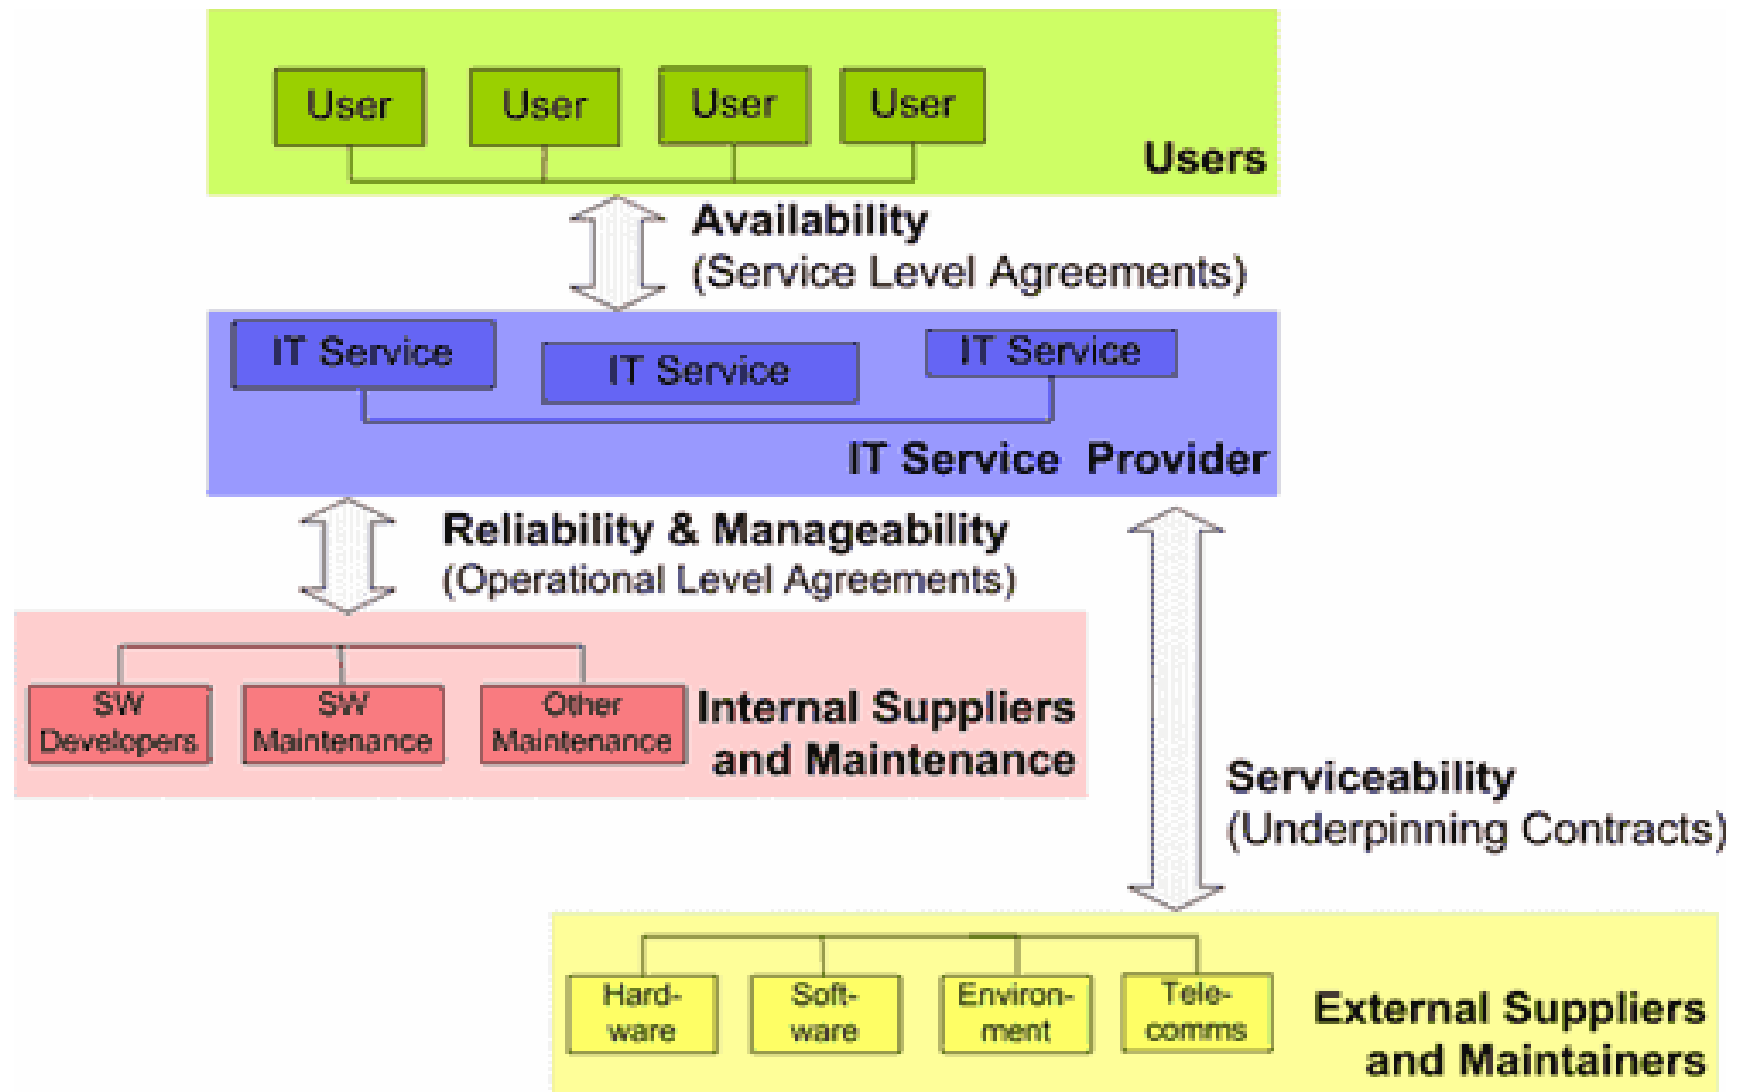 User
User
User
User
Users
Availability
(Service Level Agreements)
IT Service
IT Service
IT Service
IT Service Provider
Reliability & Manageability
(Operational Level Agreements)
SW
Developers
SW
Maintenance
Other
Maintenance
Internal Suppliers
and Maintenance
Serviceability
(Underpinning Contracts)
Hard-
ware
Soft-
ware
Environ-
ment
Tele-
comms
External Suppliers
and Maintainers